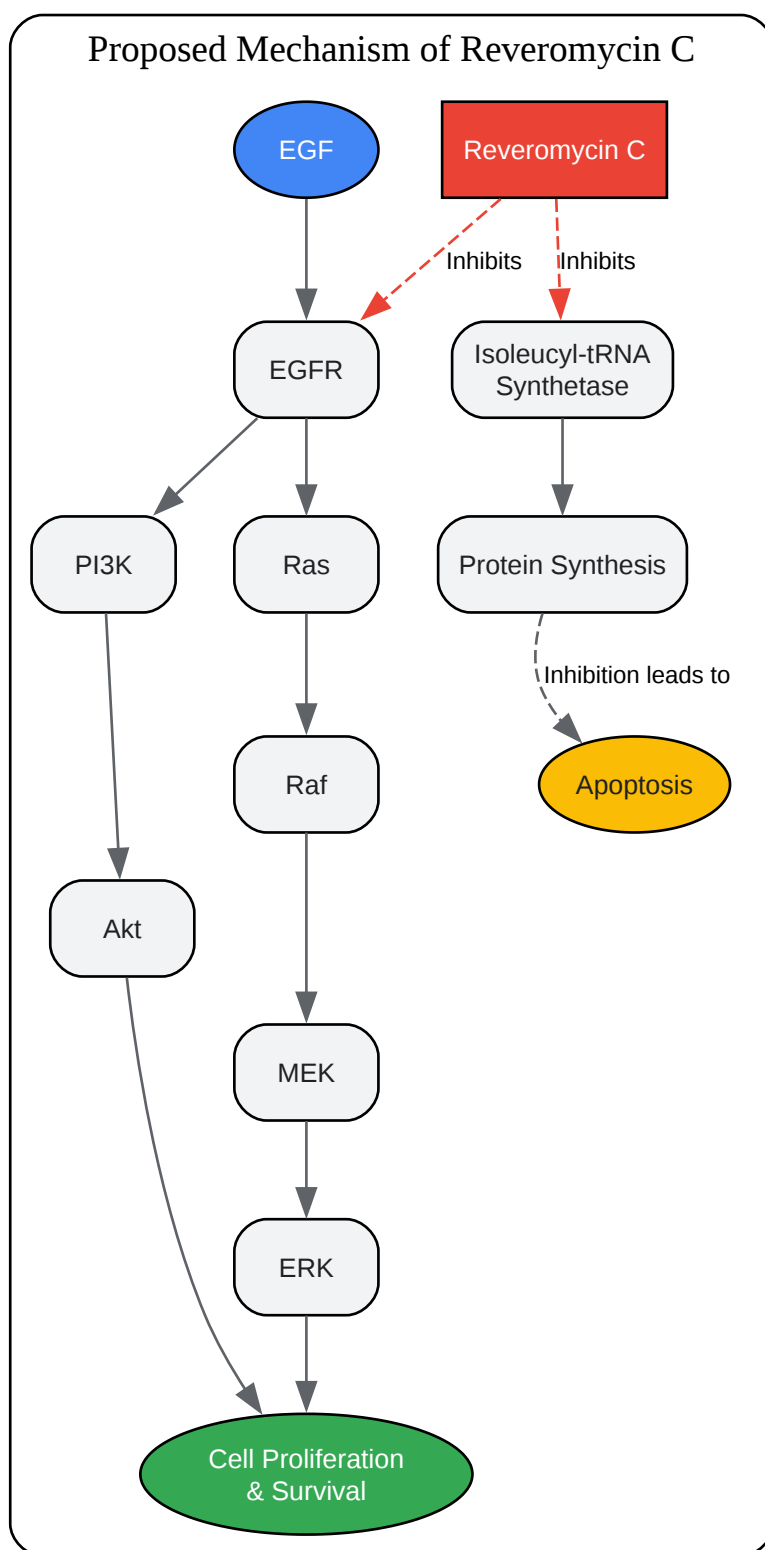 Proposed Mechanism of Reveromycin C
EGF
Reveromycin C
Inhibits
Inhibits
EGFR
Isoleucyl-tRNA
Synthetase
PI3K
Ras
Protein Synthesis
Inhibition leads to
Raf
Apoptosis
Akt
MEK
ERK
Cell Proliferation
& Survival